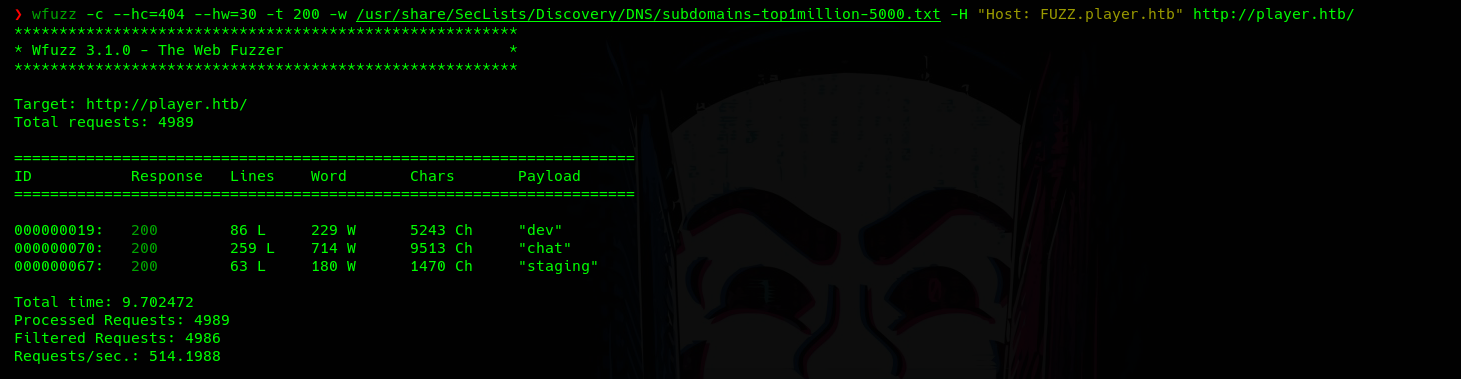 ❯ wfuzz -c --hc=404 --hw=30 -t 200 -w /usr/share/SecLists/Discovery/DNS/subdomains-top1million-5000.txt -H "Host: FUZZ.player.htb" http://player.htb/
********************************************************
* Wfuzz 3.1.0 - The Web Fuzzer                         *
********************************************************
Target: http://player.htb/
Total requests: 4989
=====================================================================
ID           Response   Lines    Word       Chars       Payload
=====================================================================
000000019:   200        86 L     229 W      5243 Ch     "dev"
000000070:   200        259 L    714 W      9513 Ch     "chat"
000000067:   200        63 L     180 W      1470 Ch     "staging"
Total time: 9.702472
Processed Requests: 4989
Filtered Requests: 4986
Requests/sec.: 514.1988